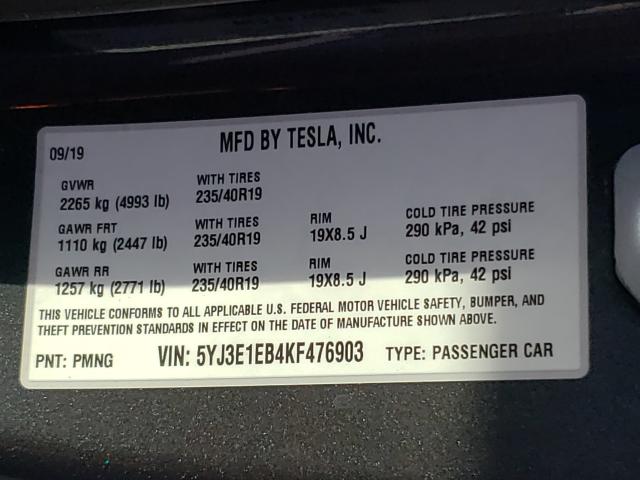 09/19 MFD BY TESLA, INC.
GVWR WITH TIRES
2265 kg (4993 lb) 235/40R19
GAWR FRT WITH TIRES RIM COLD TIRE PRESSURE
1110 kg (2447 lb) 235/40R19 19X8.5 J 290 kPa, 42 psi
GAWR RR WITH TIRES RIM COLD TIRE PRESSURE
1257 kg (2771 lb) 235/40R19 19X8.5 J 290 kPa, 42 psi
THIS VEHICLE CONFORMS TO ALL APPLICABLE U.S. FEDERAL MOTOR VEHICLE SAFETY, BUMPER, AND
THEFT PREVENTION STANDARDS IN EFFECT ON THE DATE OF MANUFACTURE SHOWN ABOVE.
PNT: PMNG VIN: 5YJ3E1EB4KF476903 TYPE: PASSENGER CAR